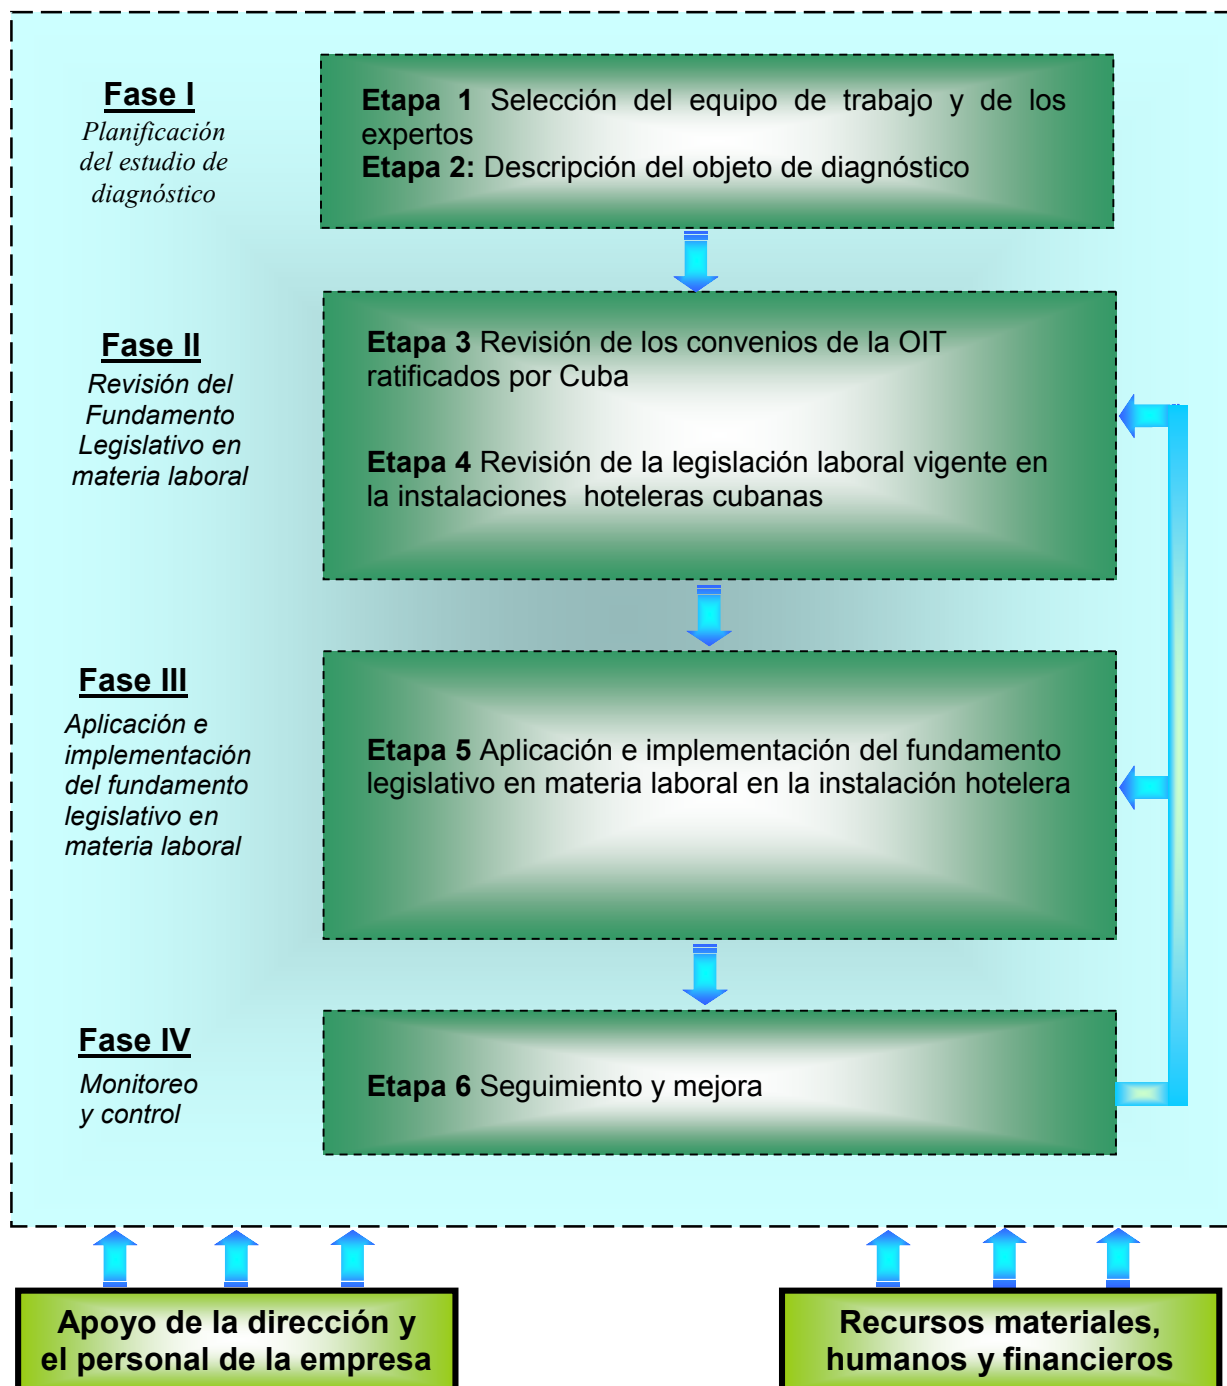 Fase I
Planificación
del estudio de
diagnóstico
Etapa 1 Selección del equipo de trabajo y de los
expertos
Etapa 2: Descripción del objeto de diagnóstico
Fase II
Revisión del
Fundamento
Legislativo en
materia laboral
Etapa 3 Revisión de los convenios de la OIT
ratificados por Cuba
Etapa 4 Revisión de la legislación laboral vigente en
la instalaciones hoteleras cubanas
Fase III
Aplicación e
implementación
del fundamento
legislativo en
materia laboral
Etapa 5 Aplicación e implementación del fundamento
legislativo en materia laboral en la instalación hotelera
Fase IV
Monitoreo
y control
Etapa 6 Seguimiento y mejora
Apoyo de la dirección y
el personal de la empresa
Recursos materiales,
humanos y financieros